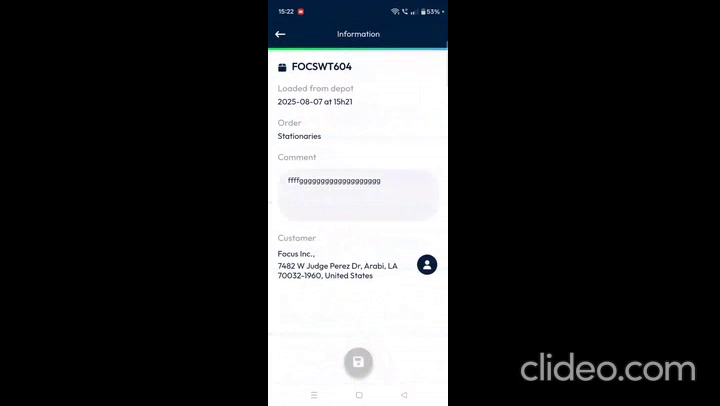 15:22
53%
Information
FOCSWT604
Loaded from depot
2025-08-07 at 15h21
Order
Stationaries
Comment
ffffggggggggggggggggggg
Customer
Focus Inc.,
7482 W Judge Perez Dr, Arabi, LA
70032-1960, United States
clideo.com